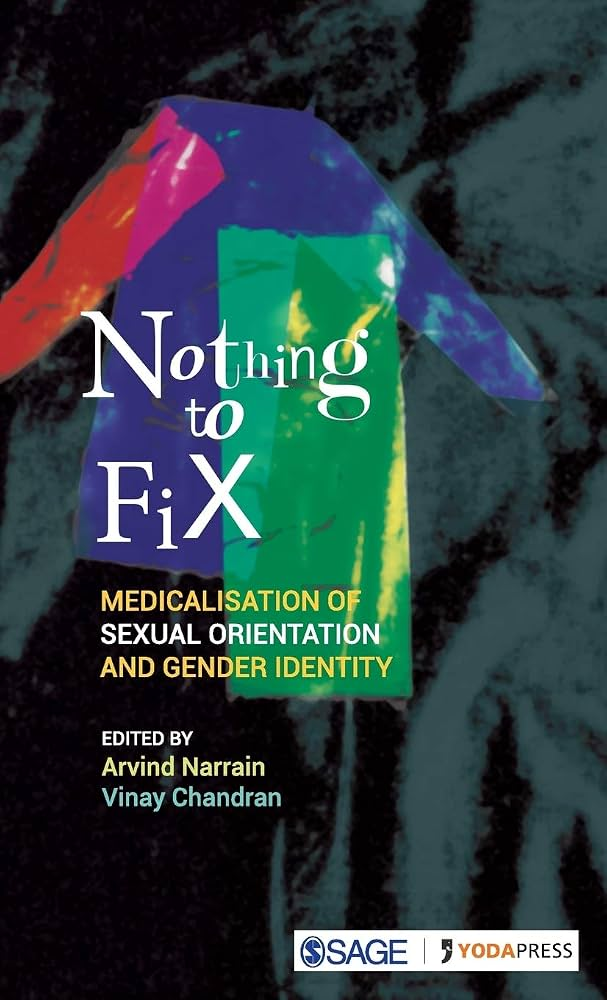 Nothing
to
FiX
MEDICALISATION OF
SEXUAL ORIENTATION
AND GENDER IDENTITY
EDITED BY
Arvind Narrain
Vinay Chandran
SAGE | YODAPRESS